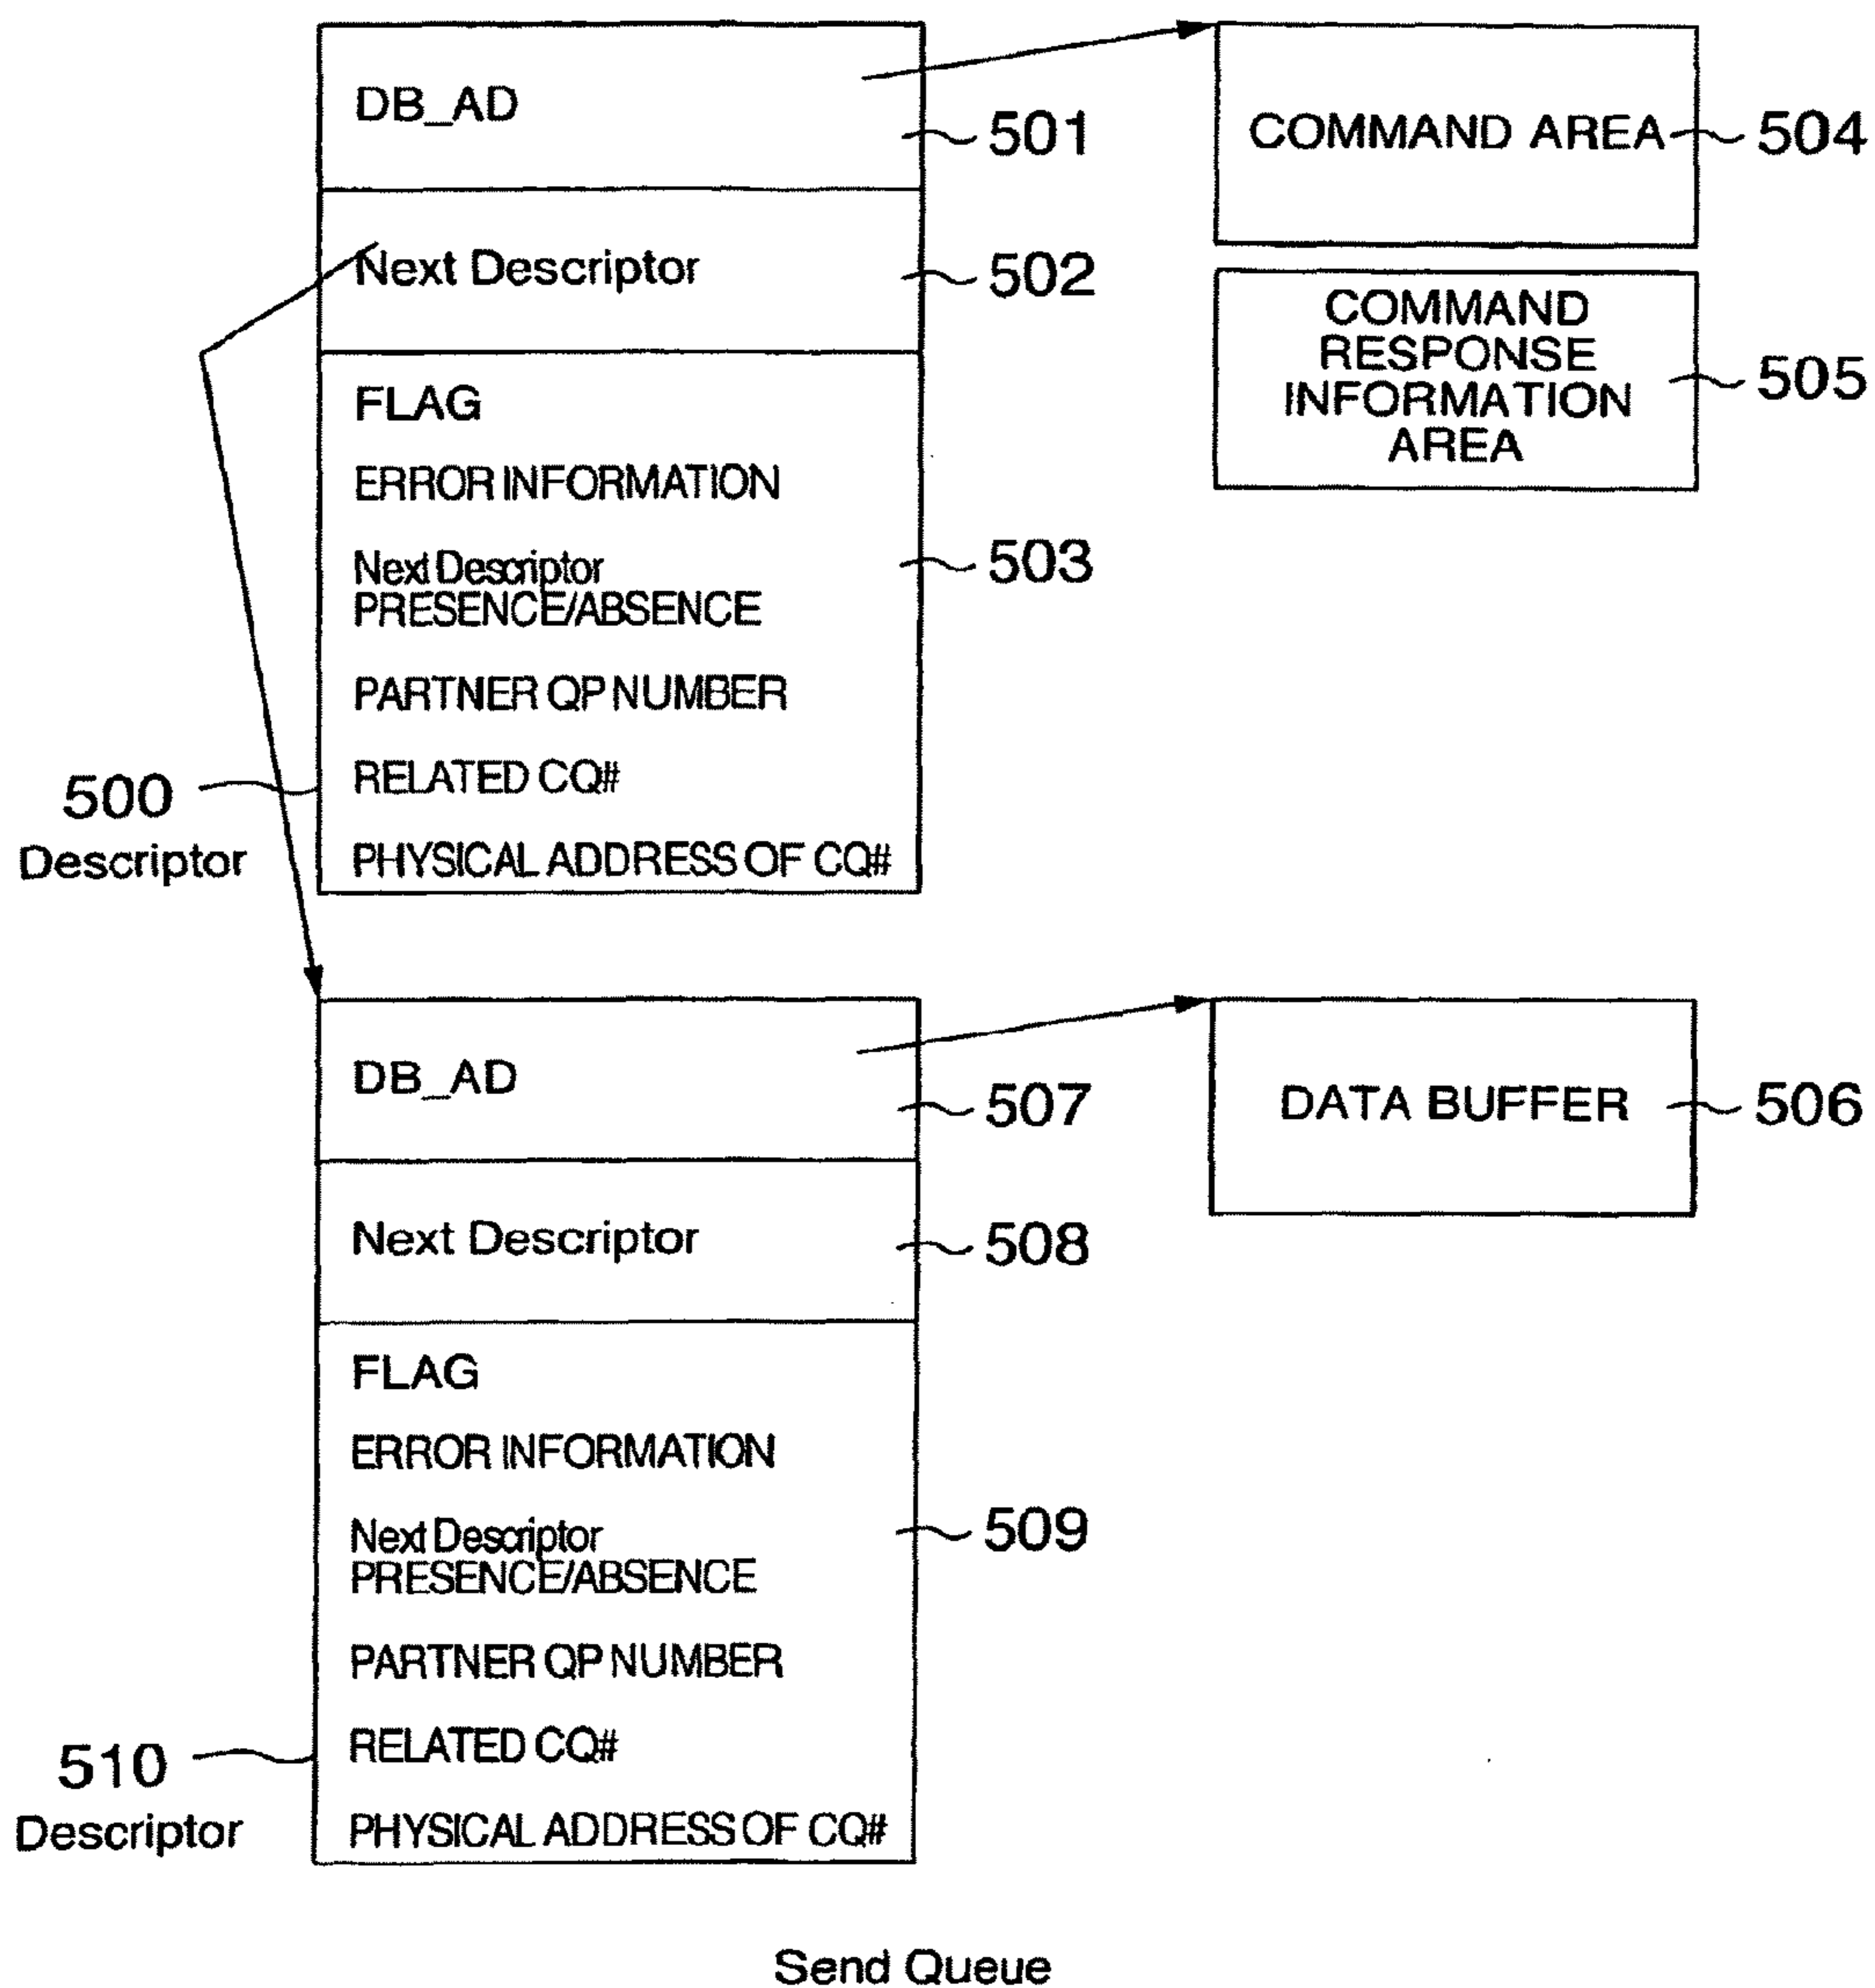 DB_AD
501
COMMAND AREA
504
Next Descriptor
502
COMMAND
RESPONSE
INFORMATION
AREA
505
FLAG
ERROR INFORMATION
Next Descriptor
PRESENCE/ABSENCE
503
PARTNER QP NUMBER
RELATED CQ#
PHYSICAL ADDRESS OF CQ#
500
Descriptor
DB_AD
507
DATA BUFFER
506
Next Descriptor
508
FLAG
ERROR INFORMATION
Next Descriptor
PRESENCE/ABSENCE
509
PARTNER QP NUMBER
RELATED CQ#
PHYSICAL ADDRESS OF CQ#
510
Descriptor
Send Queue